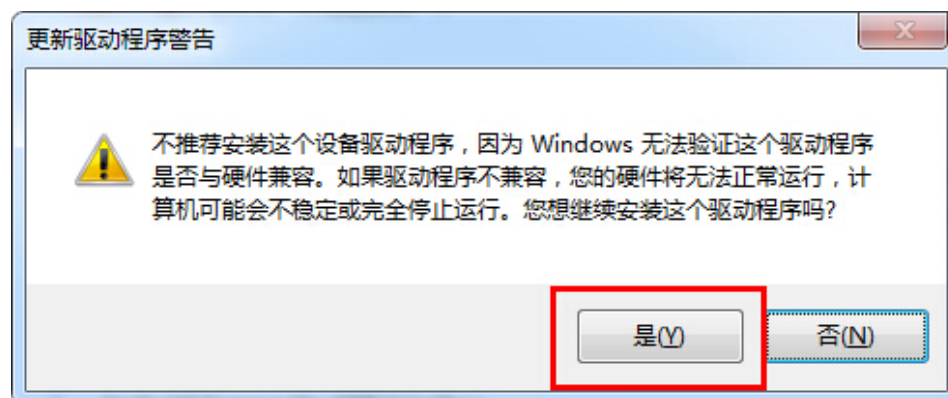 更新驱动程序警告
不推荐安装这个设备驱动程序，因为 Windows 无法验证这个驱动程序
是否与硬件兼容。如果驱动程序不兼容，您的硬件将无法正常运行，计
算机可能会不稳定或完全停止运行。您想继续安装这个驱动程序吗?
是(Y) 否(N)